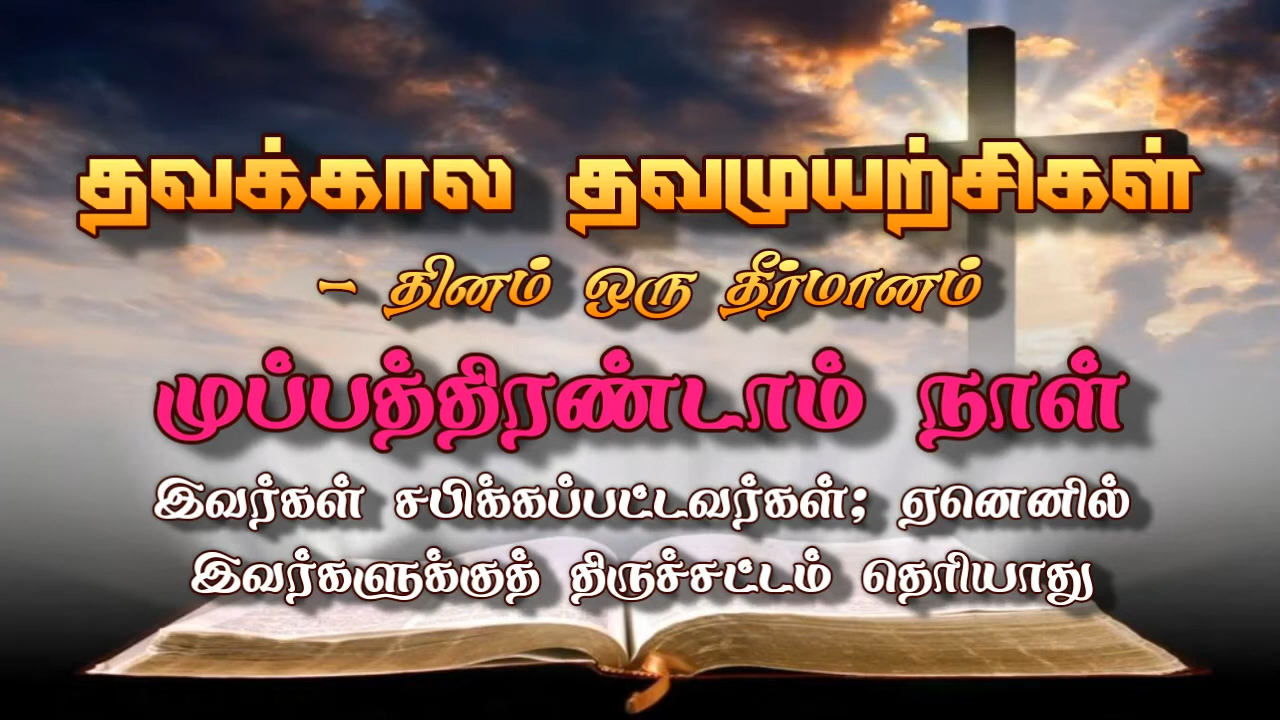 தவக்கால தவமுயற்சிகள்
- தினம் ஒரு தீர்மானம்
முப்பத்திரண்டாம் நாள்
இவர்கள் சபிக்கப்பட்டவர்கள்; ஏனெனில்
இவர்களுக்குத் திருச்சட்டம் தெரியாது